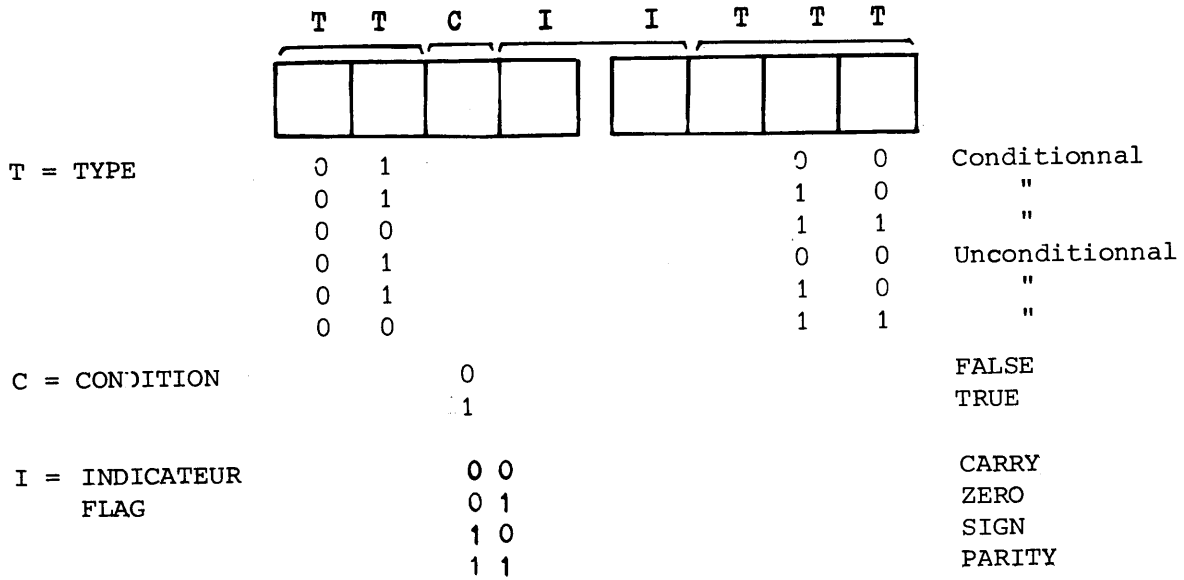 T T C I I T T T
T = TYPE 0 1 0 0 Conditionnal
0 1 1 0 "
0 0 1 1 "
0 1 0 0 Unconditionnal
0 1 1 0 "
0 0 1 1 "
C = CONDITION 0 FALSE
1 TRUE
I = INDICATEUR 0 0 CARRY
FLAG 0 1 ZERO
1 0 SIGN
1 1 PARITY